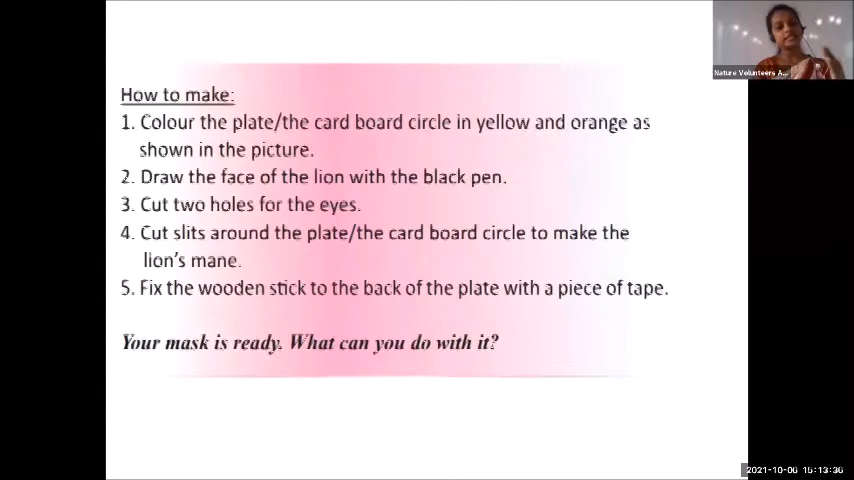 Nature Volunteers A...
How to make:
1. Colour the plate/the card board circle in yellow and orange as
shown in the picture.
2. Draw the face of the lion with the black pen.
3. Cut two holes for the eyes.
4. Cut slits around the plate/the card board circle to make the
lion's mane.
5. Fix the wooden stick to the back of the plate with a piece of tape.
Your mask is ready. What can you do with it?
2021-10-06 15:13:36